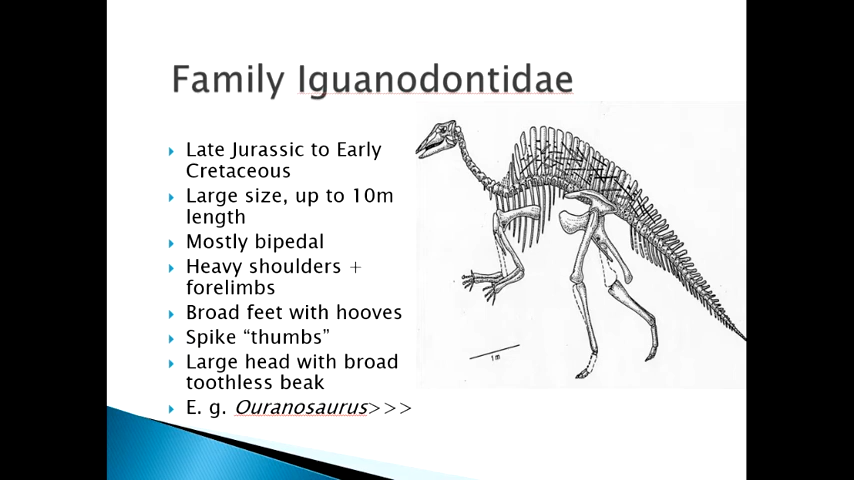 Family Iguanodontidae
Late Jurassic to Early
Cretaceous
Large size, up to 10m
length
Mostly bipedal
Heavy shoulders +
forelimbs
Broad feet with hooves
Spike “thumbs”
Large head with broad
toothless beak
E. g. Ouranosaurus>>>
1m